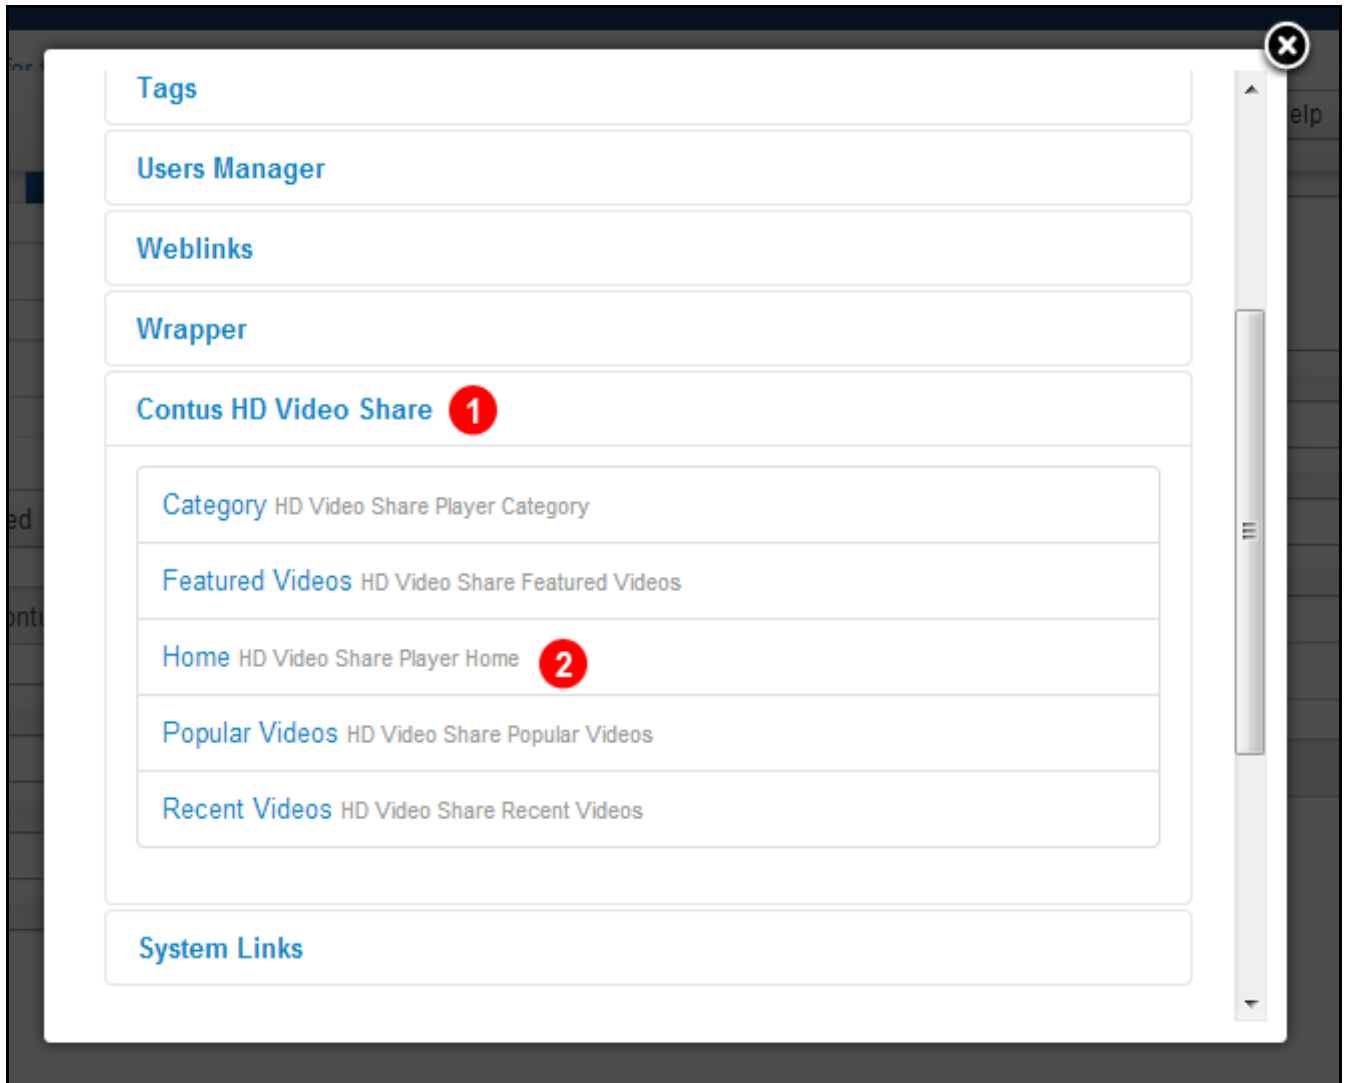 Tags
elp
Users Manager
Weblinks
Wrapper
Contus HD Video Share 1
Category HD Video Share Player Category
ed
Featured Videos HD Video Share Featured Videos
Home HD Video Share Player Home 2
Popular Videos HD Video Share Popular Videos
Recent Videos HD Video Share Recent Videos
System Links